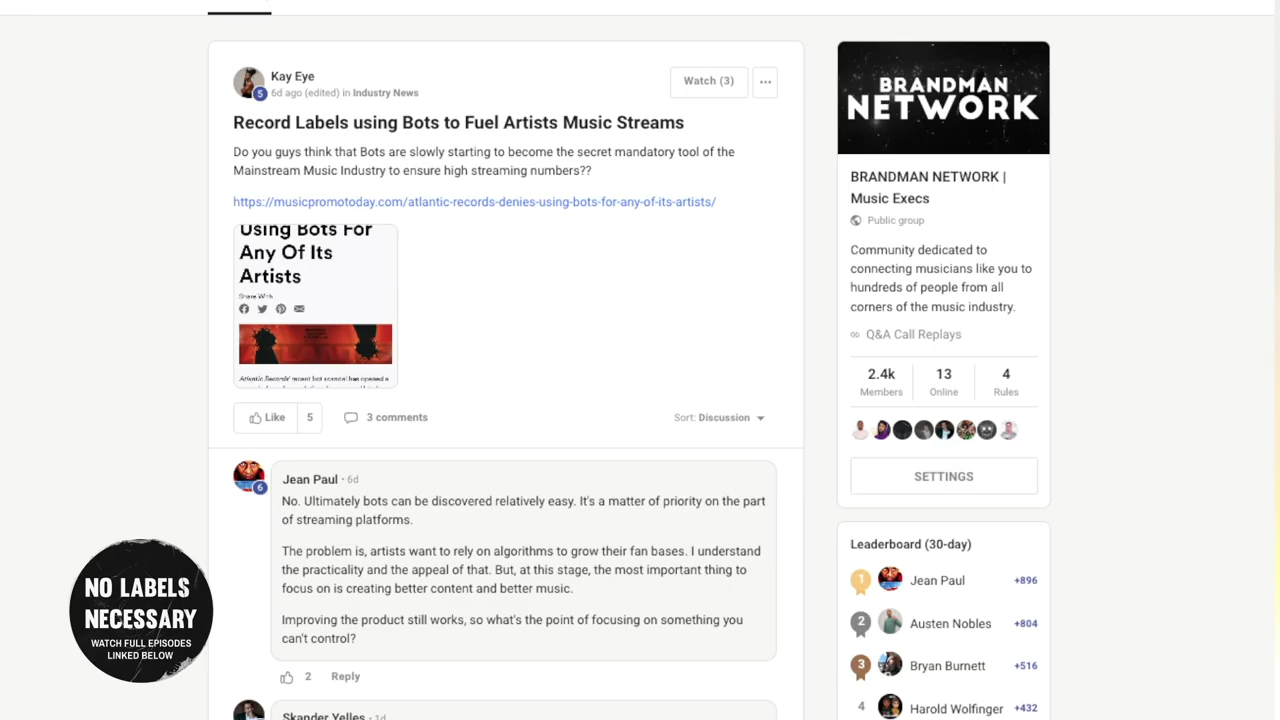 Kay Eye
5
6d ago (edited) in Industry News
Watch (3)
Record Labels using Bots to Fuel Artists Music Streams
Do you guys think that Bots are slowly starting to become the secret mandatory tool of the
Mainstream Music Industry to ensure high streaming numbers??
https://musicpromotoday.com/atlantic-records-denies-using-bots-for-any-of-its-artists/
Using Bots For
Any Of Its
Artists
Share With
Atlantic Records' recent bot scandal has opened a
Like 5
3 comments
Sort: Discussion
Jean Paul · 6d
6
No. Ultimately bots can be discovered relatively easy. It's a matter of priority on the part
of streaming platforms.
The problem is, artists want to rely on algorithms to grow their fan bases. I understand
the practicality and the appeal of that. But, at this stage, the most important thing to
focus on is creating better content and better music.
Improving the product still works, so what's the point of focusing on something you
can't control?
2 Reply
Skander Yelles · 1d
NO LABELS
NECESSARY
WATCH FULL EPISODES
LINKED BELOW
BRANDMAN
NETWORK
BRANDMAN NETWORK |
Music Execs
Public group
Community dedicated to
connecting musicians like you to
hundreds of people from all
corners of the music industry.
Q&A Call Replays
2.4k 13 4
Members Online Rules
SETTINGS
Leaderboard (30-day)
1 Jean Paul +896
2 Austen Nobles +804
3 Bryan Burnett +516
4 Harold Wolfinger +432